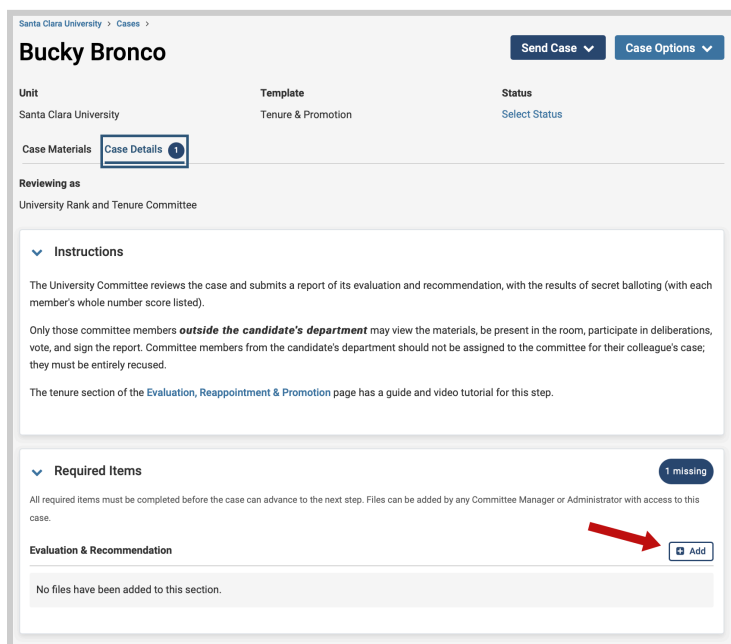 Santa Clara University > Cases >
Bucky Bronco
Send Case
Case Options
Unit
Template
Status
Santa Clara University
Tenure & Promotion
Select Status
Case Materials
Case Details 1
Reviewing as
University Rank and Tenure Committee
Instructions
The University Committee reviews the case and submits a report of its evaluation and recommendation, with the results of secret balloting (with each
member's whole number score listed).
Only those committee members outside the candidate's department may view the materials, be present in the room, participate in deliberations,
vote, and sign the report. Committee members from the candidate's department should not be assigned to the committee for their colleague's case;
they must be entirely recused.
The tenure section of the Evaluation, Reappointment & Promotion page has a guide and video tutorial for this step.
Required Items
1 missing
All required items must be completed before the case can advance to the next step. Files can be added by any Committee Manager or Administrator with access to this
case.
Evaluation & Recommendation
Add
No files have been added to this section.